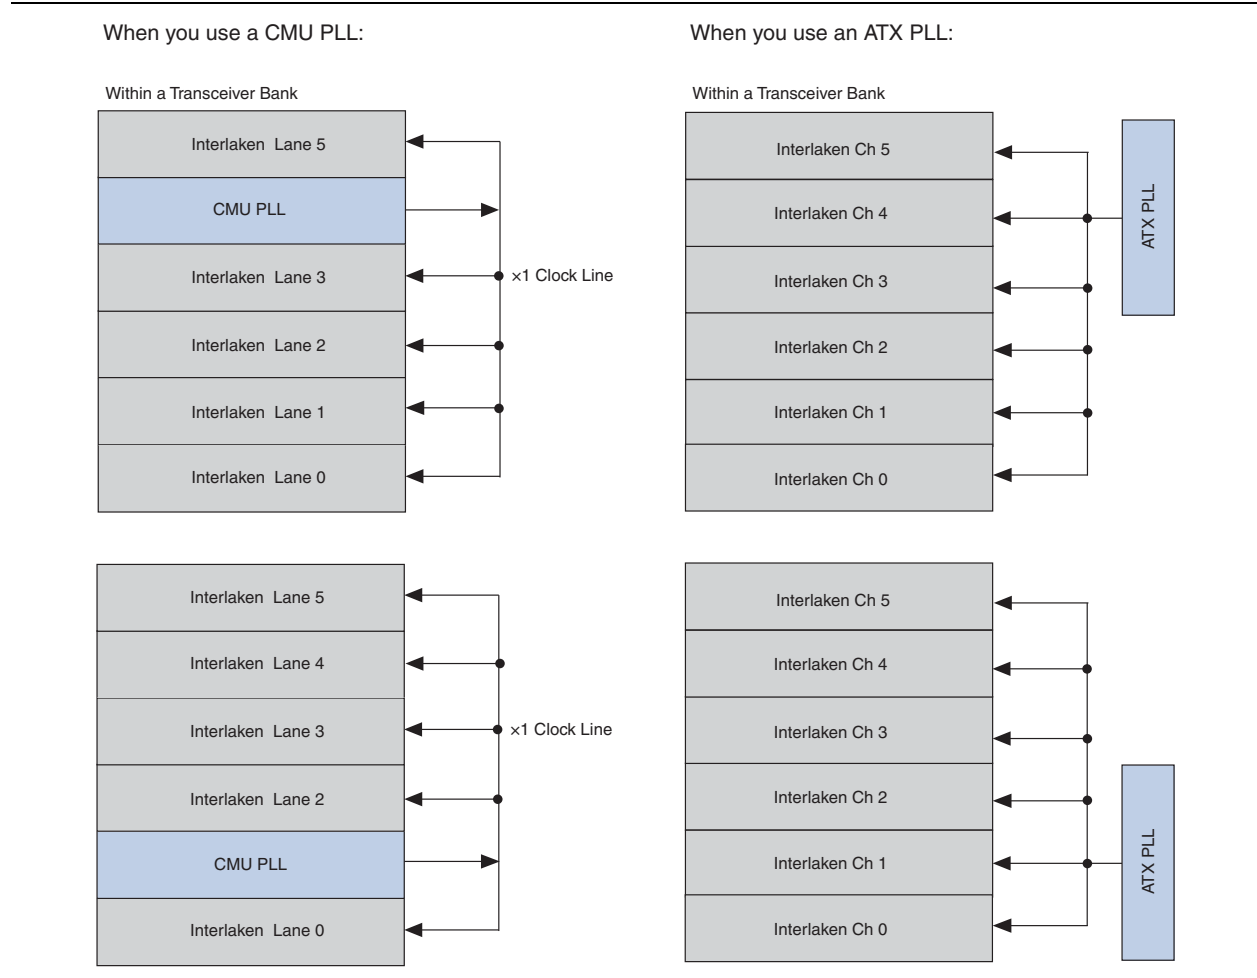 When you use a CMU PLL:
Within a Transceiver Bank
Interlaken Lane 5
CMU PLL
Interlaken Lane 3
Interlaken Lane 2
Interlaken Lane 1
Interlaken Lane 0
×1 Clock Line
Interlaken Lane 5
Interlaken Lane 4
Interlaken Lane 3
Interlaken Lane 2
CMU PLL
Interlaken Lane 0
×1 Clock Line
When you use an ATX PLL:
Within a Transceiver Bank
Interlaken Ch 5
Interlaken Ch 4
Interlaken Ch 3
Interlaken Ch 2
Interlaken Ch 1
Interlaken Ch 0
ATX PLL
Interlaken Ch 5
Interlaken Ch 4
Interlaken Ch 3
Interlaken Ch 2
Interlaken Ch 1
Interlaken Ch 0
ATX PLL